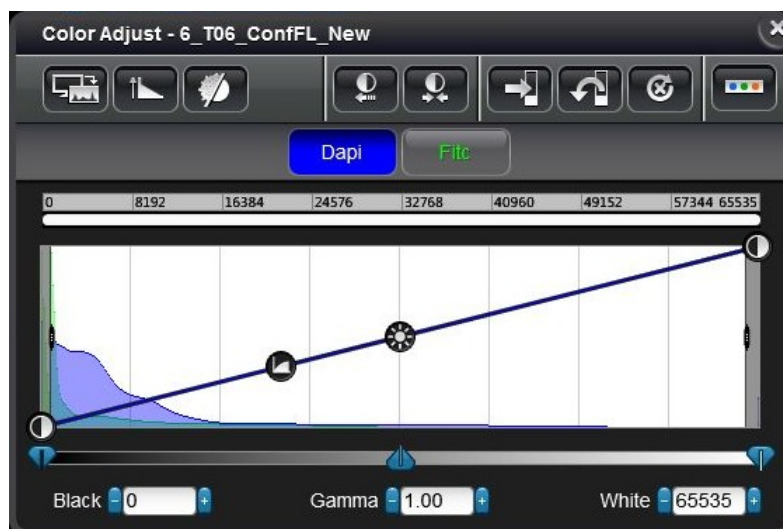 Color Adjust - 6_T06_ConfFL_New
Dapi Fitc
0 8192 16384 24576 32768 40960 49152 57344 65535
Black 0 Gamma 1.00 White 65535